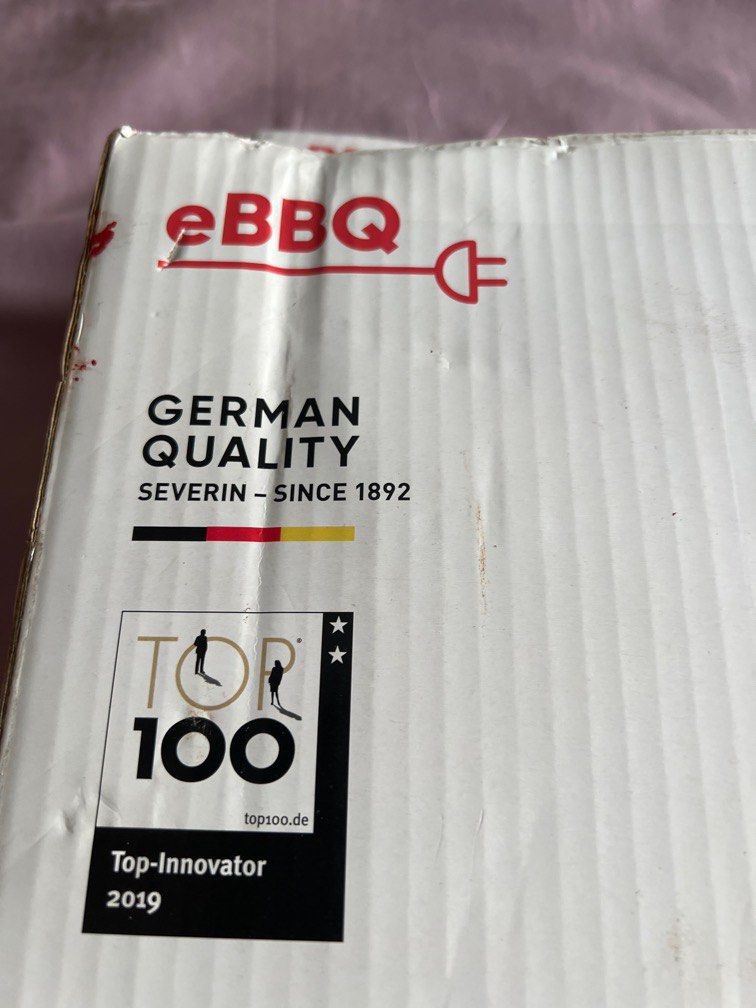 eBBQ
GERMAN
QUALITY
SEVERIN – SINCE 1892
TOP®
100
top100.de
Top-Innovator
2019